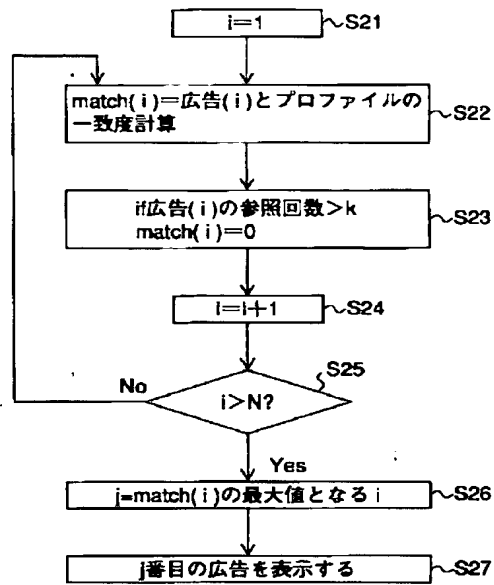 i=1
S21
match(i)=広告(i)とプロファイルの
一致度計算
S22
if広告(i)の参照回数>k
match(i)=0
S23
i=i+1
S24
S25
i>N?
No
Yes
j=match(i)の最大値となる i
S26
j番目の広告を表示する
S27